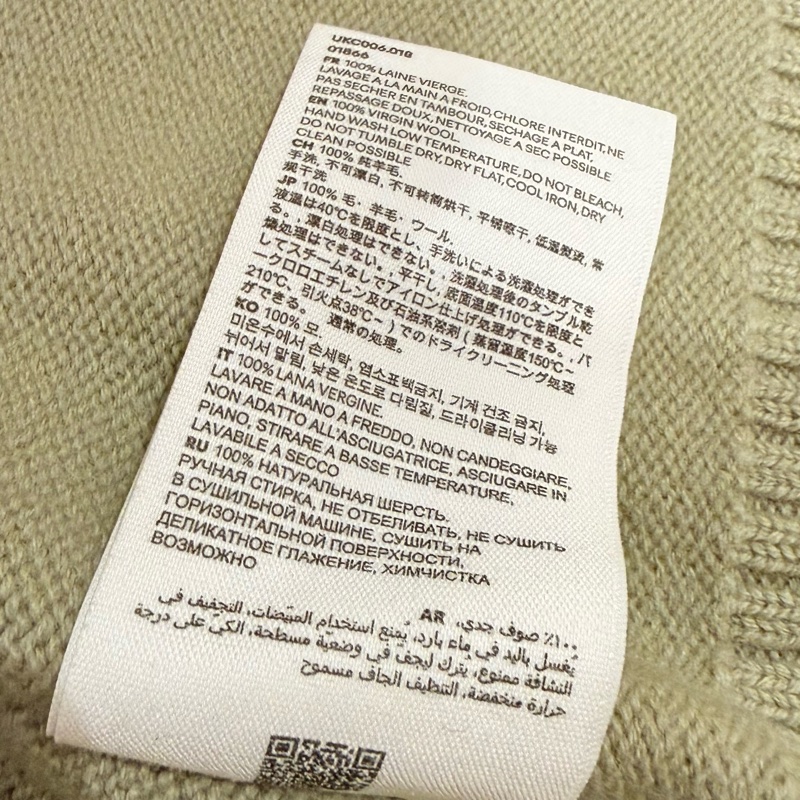 UKC006.018
01866
FR 100% LAINE VIERGE.
LAVAGE A LA MAIN A FROID, CHLORE INTERDIT, NE
PAS SECHER EN TAMBOUR, SECHAGE A PLAT,
REPASSAGE DOUX, NETTOYAGE A SEC POSSIBLE
EN 100% VIRGIN WOOL.
HAND WASH LOW TEMPERATURE, DO NOT BLEACH,
DO NOT TUMBLE DRY, DRY FLAT, COOL IRON, DRY
CLEAN POSSIBLE
CH 100% 纯羊毛.
手洗, 不可漂白, 不可转筒烘干, 平铺晾干, 低温熨烫, 常
规干洗
JP 100% 毛・羊毛・ウール.
液温は40℃を限度とし、手洗いによる洗濯処理ができ
る。, 漂白処理はできない。, 洗濯処理後のタンブル乾
燥処理はできない。, 平干し, 底面温度110℃を限度と
してスチームなしでアイロン仕上げ処理ができる。, パ
ークロロエチレン及び石油系溶剤 ( 蒸留温度150℃~
210℃、引火点38℃~ ) でのドライクリーニング処理
ができる。 通常の処理。
KO 100% 모.
미온수에서 손세탁, 염소표백금지, 기계 건조 금지,
뉘어서 말림, 낮은 온도로 다림질, 드라이클리닝 가능
IT 100% LANA VERGINE.
LAVARE A MANO A FREDDO, NON CANDEGGIARE,
NON ADATTO ALL'ASCIUGATRICE, ASCIUGARE IN
PIANO, STIRARE A BASSE TEMPERATURE,
LAVABILE A SECCO
RU 100% НАТУРАЛЬНАЯ ШЕРСТЬ.
РУЧНАЯ СТИРКА, НЕ ОТБЕЛИВАТЬ, НЕ СУШИТЬ
В СУШИЛЬНОЙ МАШИНЕ, СУШИТЬ НА
ГОРИЗОНТАЛЬНОЙ ПОВЕРХНОСТИ,
ДЕЛИКАТНОЕ ГЛАЖЕНИЕ, ХИМЧИСТКА
ВОЗМОЖНО
١٠٠٪ صوف جدي. AR
يُغسل باليد في ماء بارد، يمنع استخدام المبيّضات، التجفيف في
النشافة ممنوع، يترك ليجف في وضعية مسطحة، الكيّ على درجة
حرارة منخفضة، التنظيف الجاف مسموح